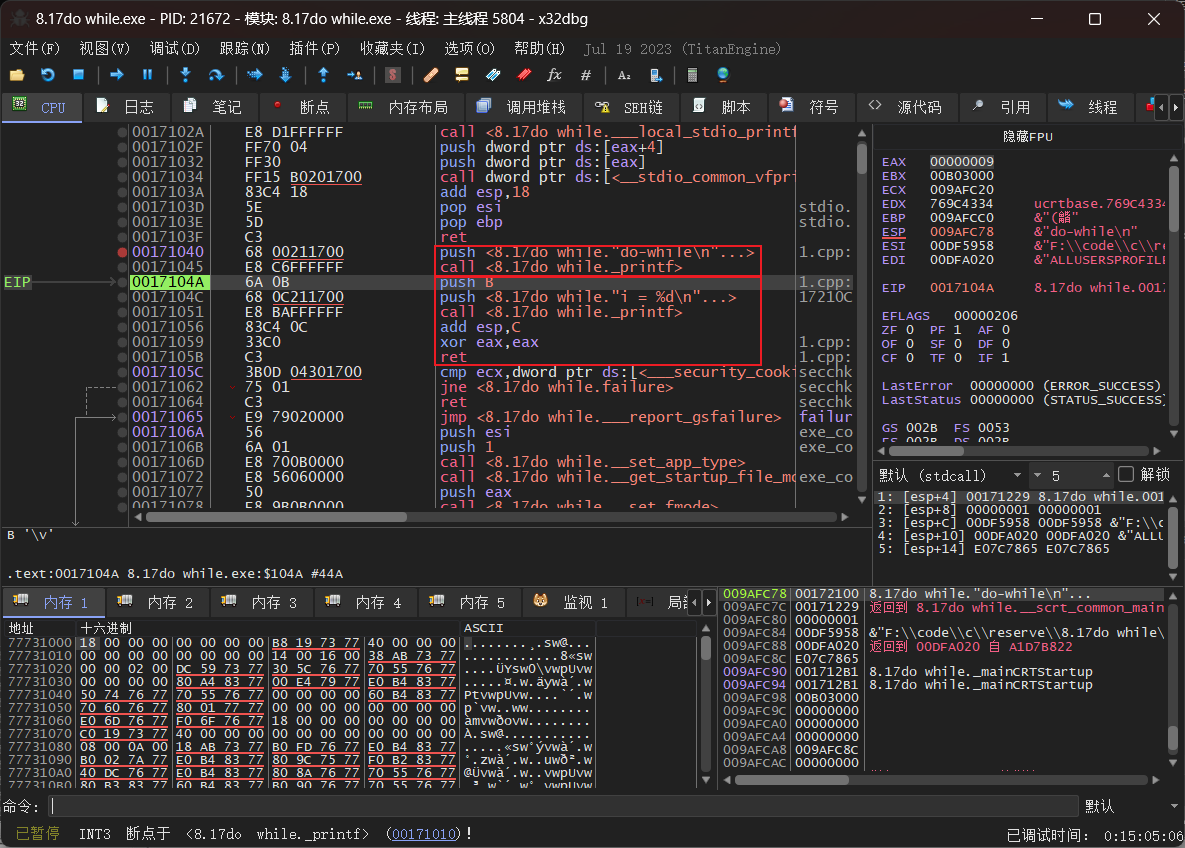 8.17do while.exe - PID: 21672 - 模块: 8.17do while.exe - 线程: 主线程 5804 - x32dbg
文件(F) 视图(V) 调试(D) 跟踪(N) 插件(P) 收藏夹(I) 选项(O) 帮助(H) Jul 19 2023 (TitanEngine)
CPU 日志 笔记 断点 内存布局 调用堆栈 SEH链 脚本 符号 源代码 引用 线程
0017102A E8 D1FFFFFF call <8.17do while.___local_stdio_printf
0017102F FF70 04 push dword ptr ds:[eax+4]
00171032 FF30 push dword ptr ds:[eax]
00171034 FF15 B0201700 call dword ptr ds:[<__stdio_common_vfpr
0017103A 83C4 18 add esp,18
0017103D 5E pop esi stdio.
0017103E 5D pop ebp stdio.
0017103F C3 ret
00171040 68 00211700 push <8.17do while."do-while\n"...> 1.cpp:
00171045 E8 C6FFFFFF call <8.17do while._printf>
EIP 0017104A 6A 0B push B 1.cpp:
0017104C 68 0C211700 push <8.17do while."i = %d\n"...> 17210C
00171051 E8 BAFFFFFF call <8.17do while._printf>
00171056 83C4 0C add esp,C
00171059 33C0 xor eax,eax 1.cpp:
0017105B C3 ret 1.cpp:
0017105C 3B0D 04301700 cmp ecx,dword ptr ds:[<___security_cook secchk
00171062 75 01 jne <8.17do while.failure> secchk
00171064 C3 ret secchk
00171065 E9 79020000 jmp <8.17do while.___report_gsfailure> failur
0017106A 56 push esi exe_co
0017106B 6A 01 push 1 exe_co
0017106D E8 700B0000 call <8.17do while.__set_app_type>
00171072 E8 56060000 call <8.17do while.__get_startup_file_mo exe_co
00171077 50 push eax
00171078 E8 9B0B0000 call <8.17do while.__set_fmode>
隐藏FPU
EAX 00000009
EBX 00B03000
ECX 009AFC20
EDX 769C4334 ucrtbase.769C4334
EBP 009AFCC0
ESP 009AFC78 &"do-while\n"
ESI 00DF5958 &"F:\\code\\c\\re
EDI 00DFA020 &"ALLUSERSPROFILE
EIP 0017104A 8.17do while.0017
EFLAGS 00000206
ZF 0 PF 1 AF 0
OF 0 SF 0 DF 0
CF 0 TF 0 IF 1
LastError 00000000 (ERROR_SUCCESS)
LastStatus 00000000 (STATUS_SUCCESS)
GS 002B FS 0053
ES 002B DS 002B
默认 (stdcall) 5 解锁
1: [esp+4] 00171229 8.17do while.001
2: [esp+8] 00000001 00000001
3: [esp+C] 00DF5958 00DF5958 &"F:\\c
4: [esp+10] 00DFA020 00DFA020 &"ALLU
5: [esp+14] E07C7865 E07C7865
B '\v'
.text:0017104A 8.17do while.exe:$104A #44A
内存 1 内存 2 内存 3 内存 4 内存 5 监视 1 局部
地址 十六进制 ASCII
77731000 18 00 00 00 00 00 00 00 B8 19 73 77 40 00 00 00
77731010 00 00 00 00 00 00 00 00 14 00 16 00 38 AB 73 77
77731020 00 00 02 00 DC 59 73 77 30 5C 76 77 70 55 76 77
77731030 00 00 00 00 80 A4 83 77 00 E4 79 77 E0 B4 83 77
77731040 50 74 76 77 70 55 76 77 00 00 00 00 60 B4 83 77
77731050 70 60 76 77 80 01 77 77 00 00 00 00 00 00 00 00
77731060 E0 6D 76 77 F0 6F 76 77 18 00 00 00 00 00 00 00
77731070 C0 19 73 77 40 00 00 00 00 00 00 00 00 00 00 00
77731080 08 00 0A 00 18 AB 73 77 B0 FD 76 77 E0 B4 83 77
77731090 B0 02 7A 77 E0 B4 83 77 80 9C 75 77 F0 B2 83 77
777310A0 40 DC 76 77 E0 B4 83 77 80 8A 76 77 70 55 76 77
777310B0 80 B3 83 77 60 B4 83 77 B0 90 76 77 70 55 76 77
009AFC78 00172100 8.17do while."do-while\n"...
009AFC7C 00171229 返回到 8.17do while.__scrt_common_main
009AFC80 00000001
009AFC84 00DF5958 &"F:\\code\\c\\reserve\\8.17do while\
009AFC88 00DFA020 返回到 00DFA020 自 A1D7B822
009AFC8C E07C7865
009AFC90 001712B1 8.17do while._mainCRTStartup
009AFC94 001712B1 8.17do while._mainCRTStartup
009AFC98 00B03000
009AFC9C 00000000
009AFCA0 00000000
009AFCA4 00000000
009AFCA8 009AFC8C
009AFCAC 00000000
命令: 默认
已暂停 INT3 断点于 <8.17do while._printf> (00171010)!
已调试时间: 0:15:05:06